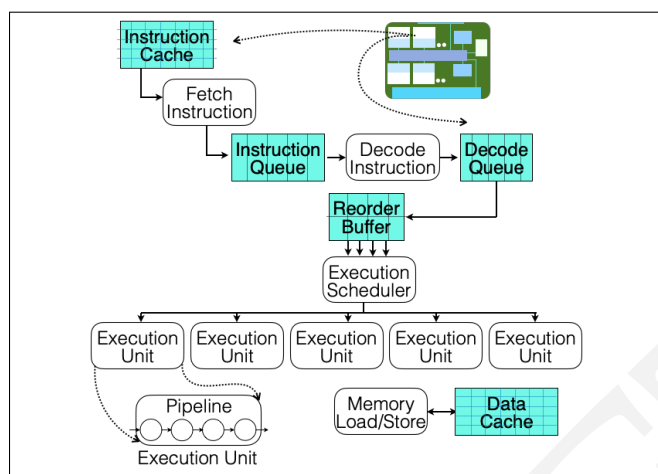 Instruction
Cache
Fetch
Instruction
Instruction
Queue
Decode
Instruction
Decode
Queue
Reorder
Buffer
Execution
Scheduler
Execution
Unit
Execution
Unit
Execution
Unit
Execution
Unit
Execution
Unit
Pipeline
Execution Unit
Memory
Load/Store
Data
Cache